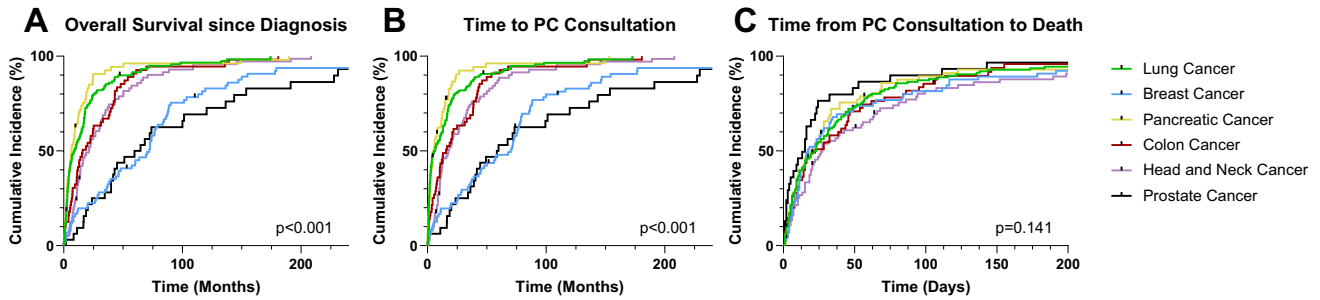 A Overall Survival since Diagnosis
Cumulative Incidence (%)
100
50
0
p<0.001
0 100 200
Time (Months)
B Time to PC Consultation
Cumulative Incidence (%)
100
50
0
p<0.001
0 100 200
Time (Months)
C Time from PC Consultation to Death
Cumulative Incidence (%)
100
50
0
p=0.141
0 50 100 150 200
Time (Days)
Lung Cancer
Breast Cancer
Pancreatic Cancer
Colon Cancer
Head and Neck Cancer
Prostate Cancer